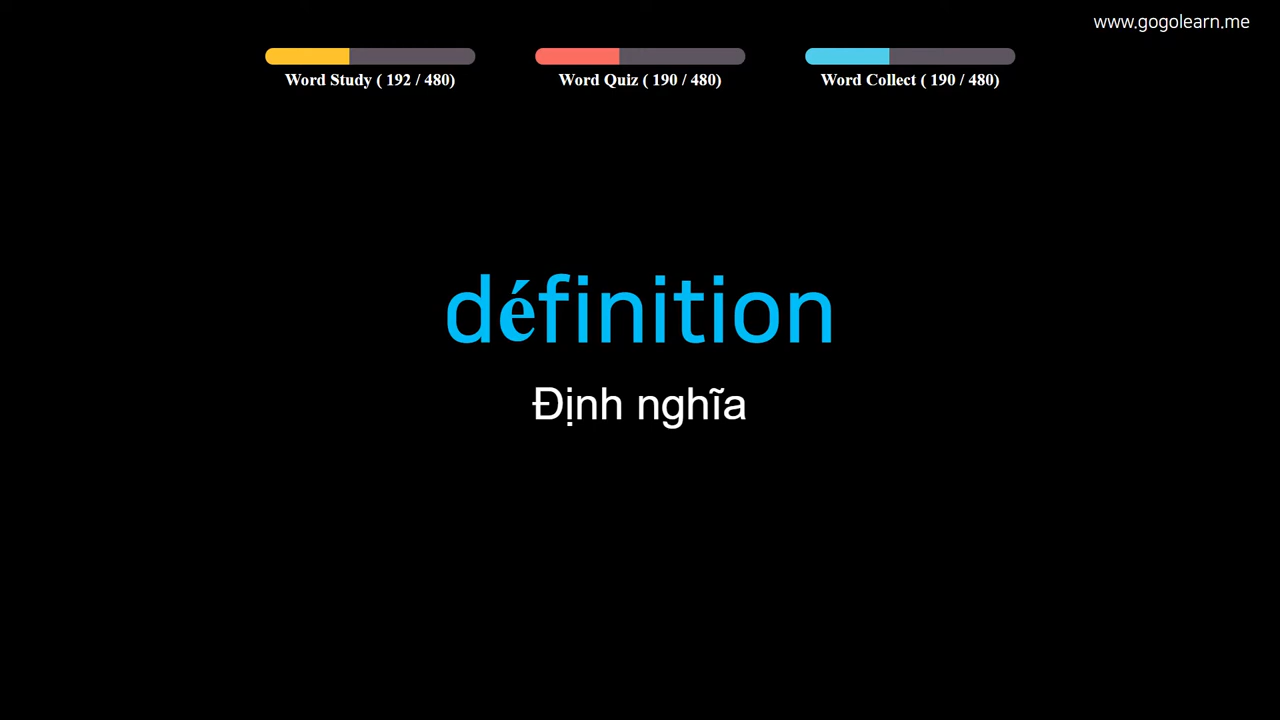 www.gogolearn.me
Word Study ( 192 / 480)
Word Quiz ( 190 / 480)
Word Collect ( 190 / 480)
définition
Định nghĩa